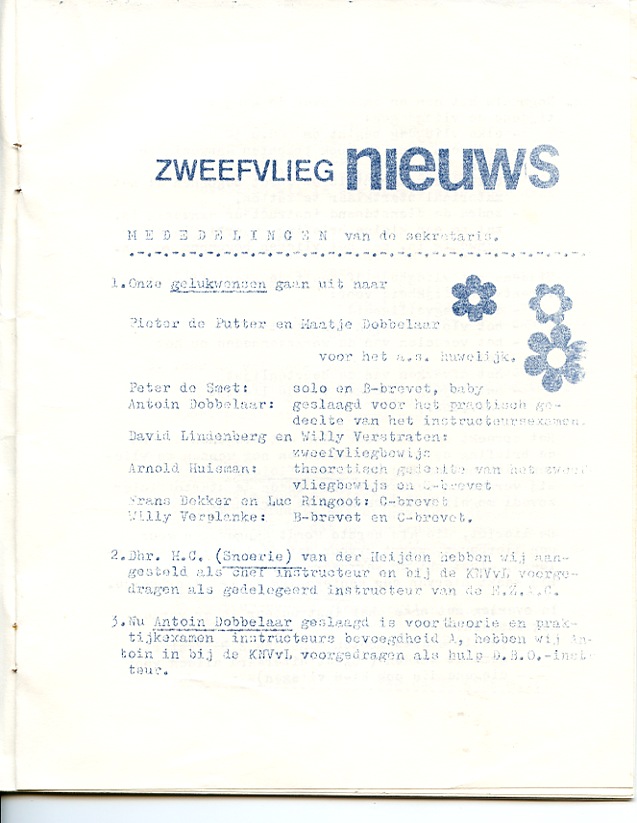 ZWEEFVLIEG nieuws
M E D E D E L I N G E N van de sekretaris.
1. Onze gelukwensen gaan uit naar
Pieter de Putter en Maatje Dobbelaar
voor het a.s. huwelijk.
Peter de Smet: solo en B-brevet, baby
Antoin Dobbelaar: geslaagd voor het practisch ge-
deelte van het instructeursexamen.
David Lindenberg en Willy Verstraten:
zweefvliegbewijs
Arnold Huisman: theoretisch gedeelte van het zweef
vliegbewijs en C-brevet
Frans Dekker en Luc Ringoot: C-brevet
Willy Verplanke: B-brevet en C-brevet.
2. Dhr. M.C. (Snoerie) van der Heijden hebben wij aan-
gesteld als chef instructeur en bij de KNVvL voorge-
dragen als gedelegeerd instructeur van de E.Z.A.C.
3. Nu Antoin Dobbelaar geslaagd is voor theorie en prak-
tijkexamen instructeurs bevoegdheid A, hebben wij An-
toin in bij de KNVvL voorgedragen als hulp G.B.O.-inst
teur.